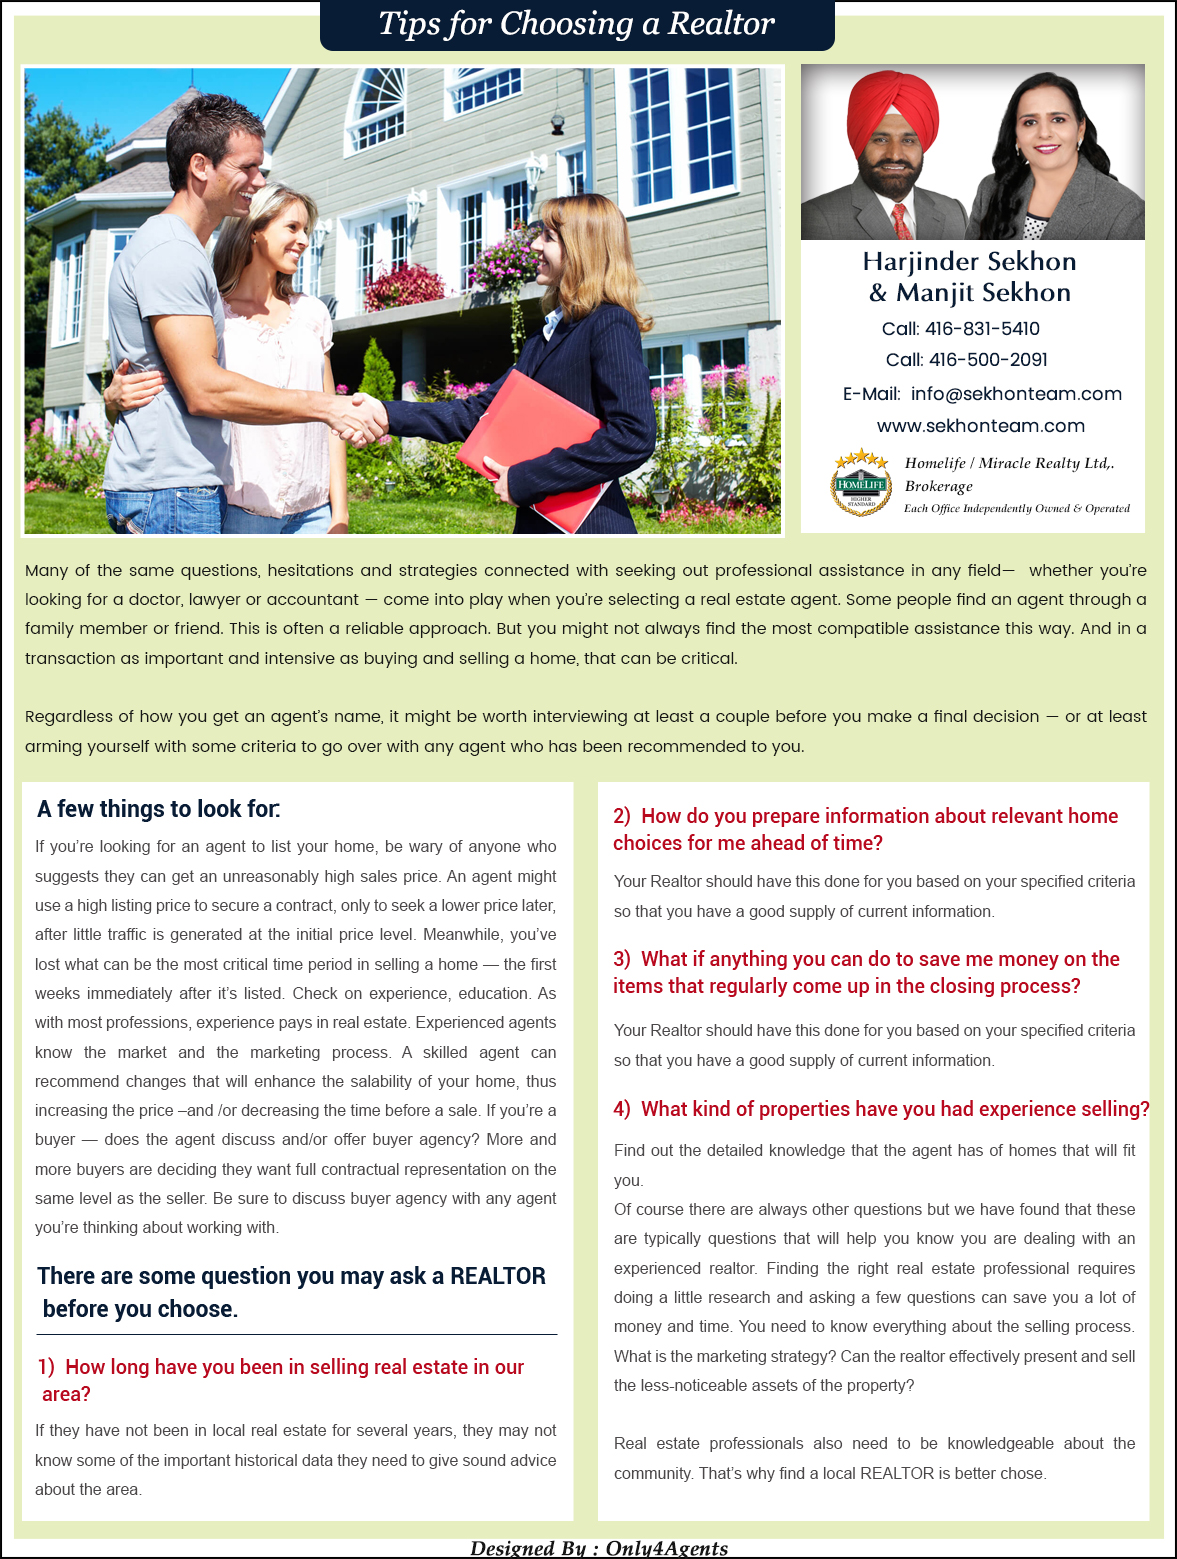 Tips for Choosing a Realtor
Harjinder Sekhon
& Manjit Sekhon
Call: 416-831-5410
Call: 416-500-2091
E-Mail: info@sekhonteam.com
www.sekhonteam.com
HOMELIFE
HIGHER
STANDARD
Homelife / Miracle Realty Ltd,.
Brokerage
Each Office Independently Owned & Operated
Many of the same questions, hesitations and strategies connected with seeking out professional assistance in any field— whether you're
looking for a doctor, lawyer or accountant — come into play when you're selecting a real estate agent. Some people find an agent through a
family member or friend. This is often a reliable approach. But you might not always find the most compatible assistance this way. And in a
transaction as important and intensive as buying and selling a home, that can be critical.
Regardless of how you get an agent's name, it might be worth interviewing at least a couple before you make a final decision — or at least
arming yourself with some criteria to go over with any agent who has been recommended to you.
A few things to look for:
If you're looking for an agent to list your home, be wary of anyone who
suggests they can get an unreasonably high sales price. An agent might
use a high listing price to secure a contract, only to seek a lower price later,
after little traffic is generated at the initial price level. Meanwhile, you've
lost what can be the most critical time period in selling a home — the first
weeks immediately after it's listed. Check on experience, education. As
with most professions, experience pays in real estate. Experienced agents
know the market and the marketing process. A skilled agent can
recommend changes that will enhance the salability of your home, thus
increasing the price –and /or decreasing the time before a sale. If you're a
buyer — does the agent discuss and/or offer buyer agency? More and
more buyers are deciding they want full contractual representation on the
same level as the seller. Be sure to discuss buyer agency with any agent
you're thinking about working with.
There are some question you may ask a REALTOR
before you choose.
1) How long have you been in selling real estate in our
area?
If they have not been in local real estate for several years, they may not
know some of the important historical data they need to give sound advice
about the area.
2) How do you prepare information about relevant home
choices for me ahead of time?
Your Realtor should have this done for you based on your specified criteria
so that you have a good supply of current information.
3) What if anything you can do to save me money on the
items that regularly come up in the closing process?
Your Realtor should have this done for you based on your specified criteria
so that you have a good supply of current information.
4) What kind of properties have you had experience selling?
Find out the detailed knowledge that the agent has of homes that will fit
you.
Of course there are always other questions but we have found that these
are typically questions that will help you know you are dealing with an
experienced realtor. Finding the right real estate professional requires
doing a little research and asking a few questions can save you a lot of
money and time. You need to know everything about the selling process.
What is the marketing strategy? Can the realtor effectively present and sell
the less-noticeable assets of the property?
Real estate professionals also need to be knowledgeable about the
community. That's why find a local REALTOR is better chose.
Designed By : Only4Agents